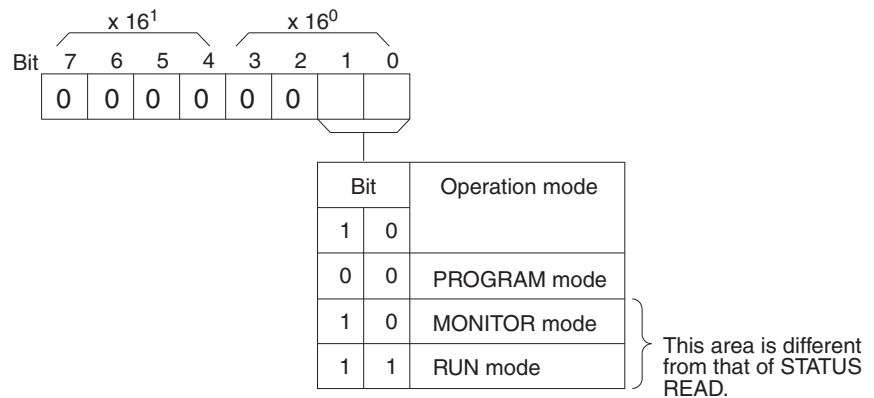 x 16¹ x 16⁰
Bit 7 6 5 4 3 2 1 0
0 0 0 0 0 0
Bit Operation mode
1 0
0 0 PROGRAM mode
1 0 MONITOR mode
1 1 RUN mode
This area is different
from that of STATUS
READ.